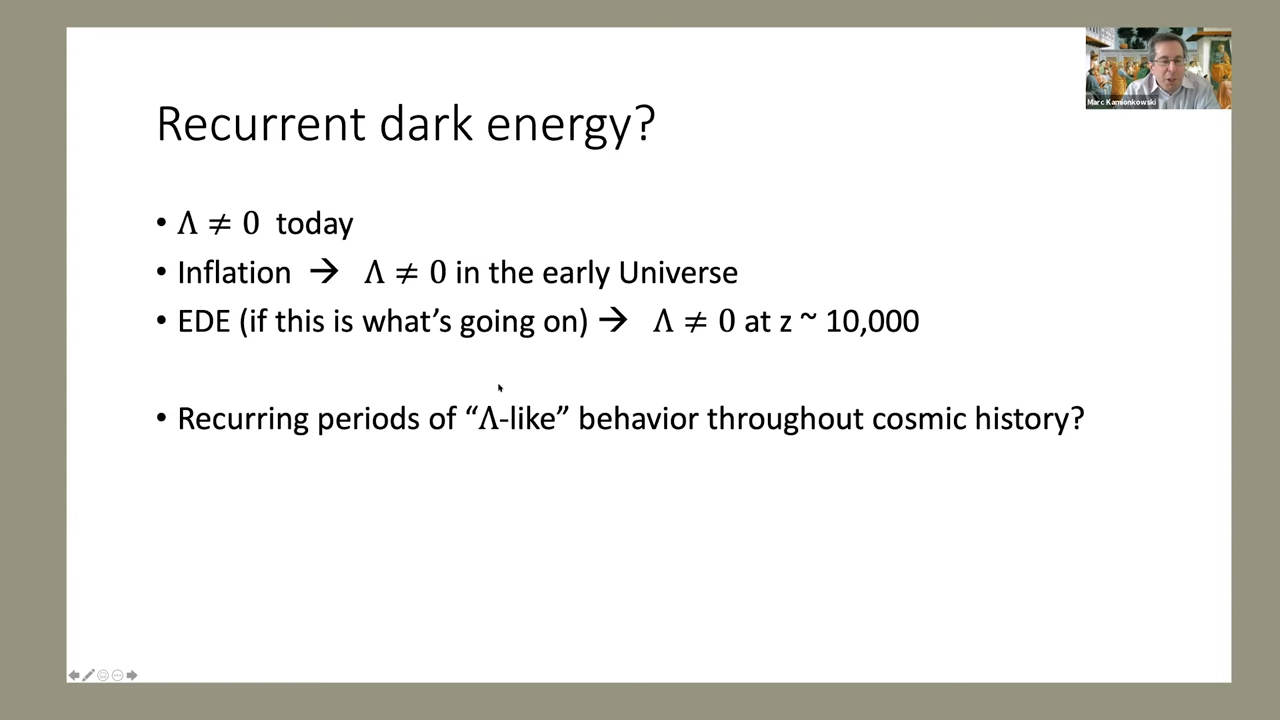 Marc Kamionkowski
Recurrent dark energy?
• Λ ≠ 0 today
• Inflation → Λ ≠ 0 in the early Universe
• EDE (if this is what’s going on) → Λ ≠ 0 at z ~ 10,000
• Recurring periods of “Λ-like” behavior throughout cosmic history?